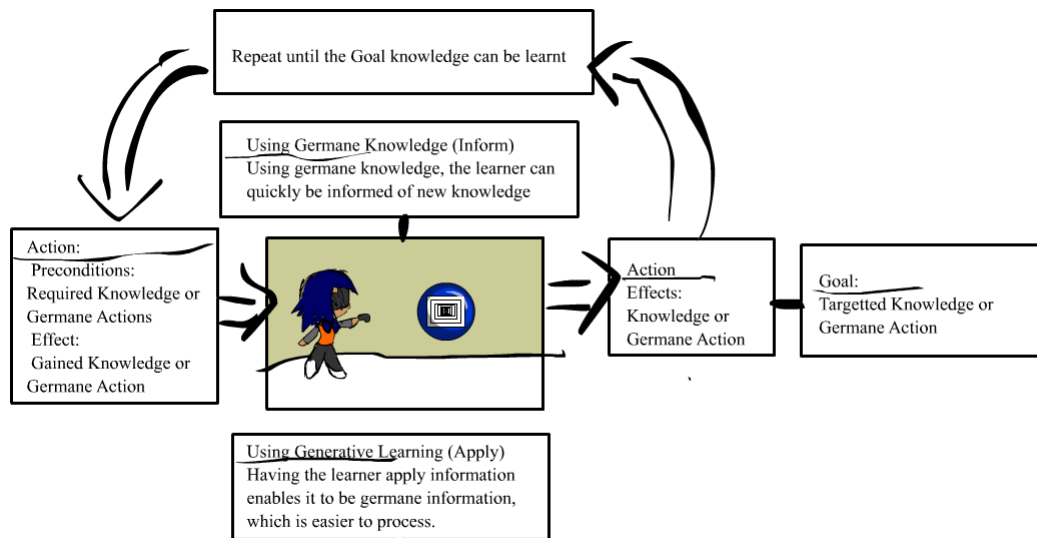 Repeat until the Goal knowledge can be learnt
Using Germane Knowledge (Inform)
Using germane knowledge, the learner can
quickly be informed of new knowledge
Action:
Preconditions:
Required Knowledge or
Germane Actions
Effect:
Gained Knowledge or
Germane Action
Action
Effects:
Knowledge or
Germane Action
Goal:
Targetted Knowledge or
Germane Action
Using Generative Learning (Apply)
Having the learner apply information
enables it to be germane information,
which is easier to process.